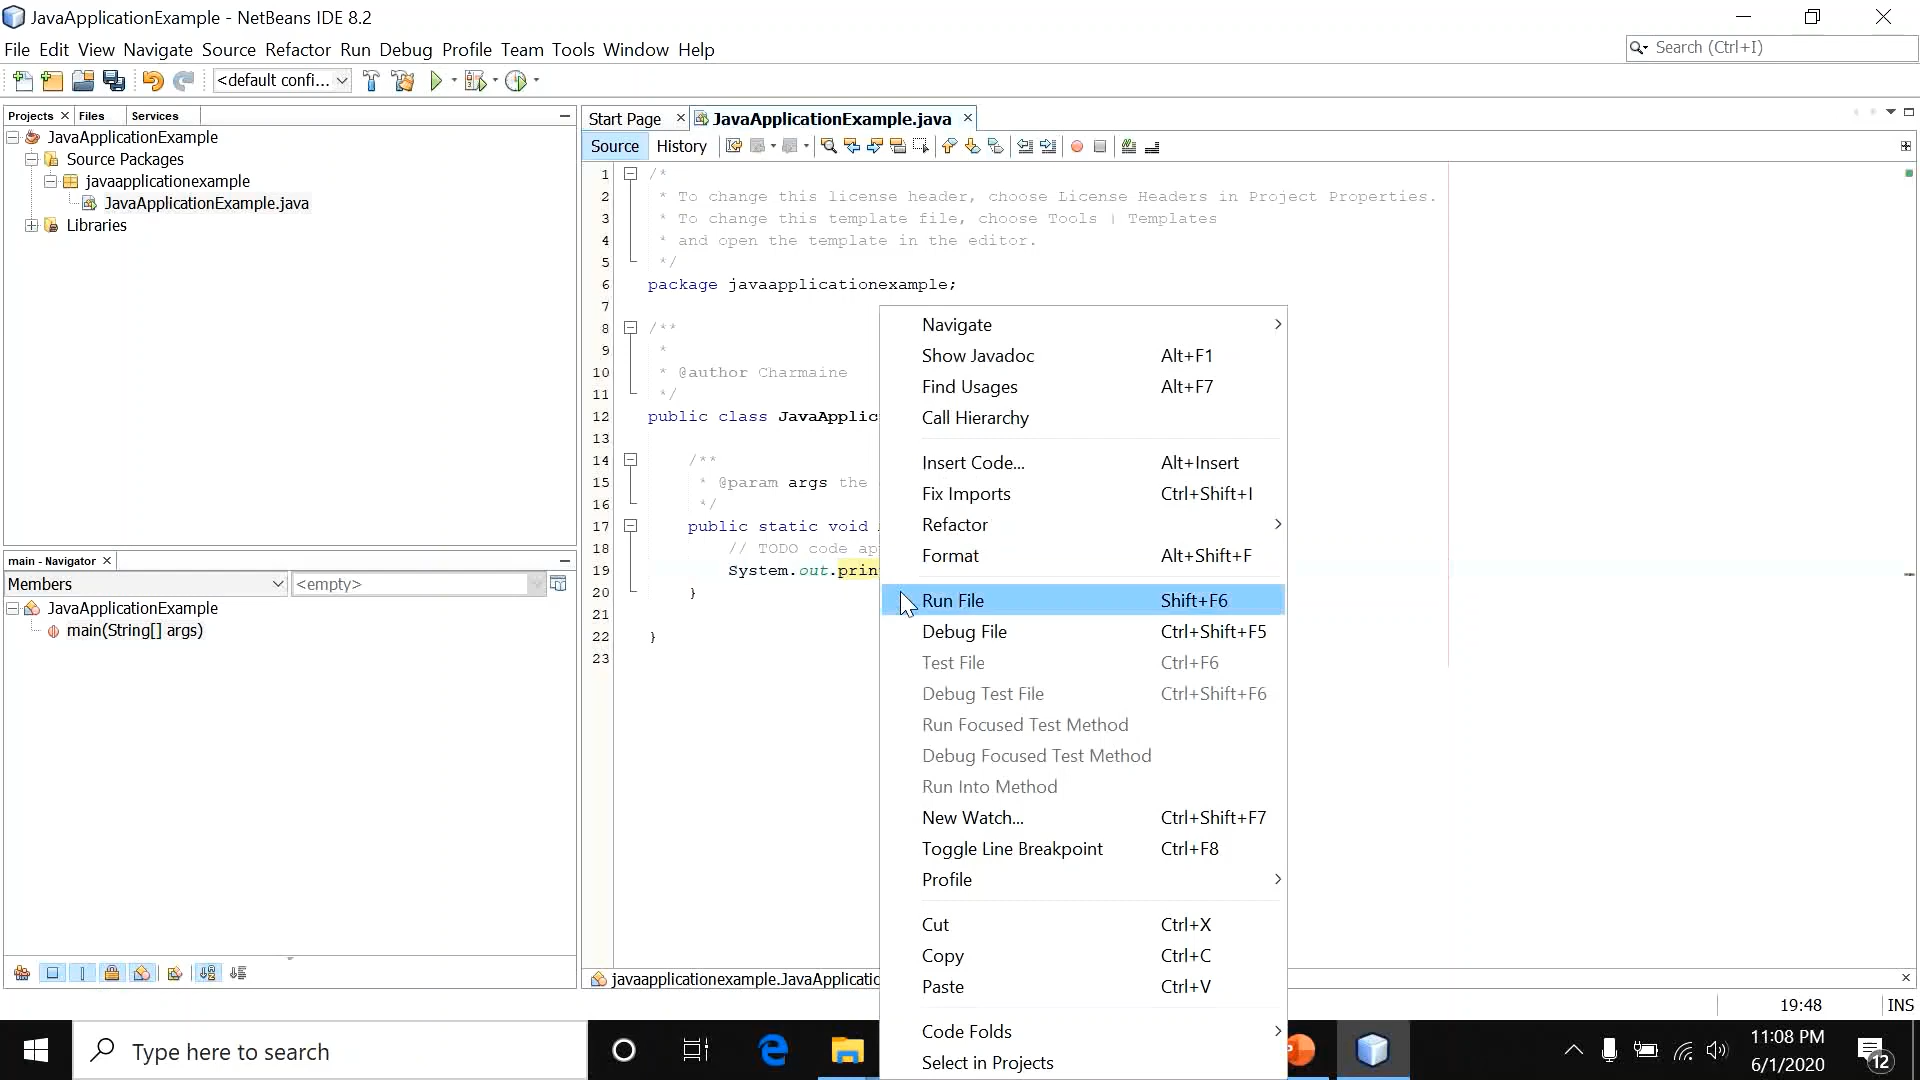 JavaApplicationExample - NetBeans IDE 8.2
File Edit View Navigate Source Refactor Run Debug Profile Team Tools Window Help
Search (Ctrl+I)
<default confi...
Projects Files Services
JavaApplicationExample
Source Packages
javaapplicationexample
JavaApplicationExample.java
Libraries
main - Navigator
Members <empty>
JavaApplicationExample
main(String[] args)
Start Page JavaApplicationExample.java
Source History
1 /*
2 * To change this license header, choose License Headers in Project Properties.
3 * To change this template file, choose Tools | Templates
4 * and open the template in the editor.
5 */
6 package javaapplicationexample;
7
8 /**
9 *
10 * @author Charmaine
11 */
12 public class JavaApplic
13
14 /**
15 * @param args the
16 */
17 public static void
18 // TODO code ap
19 System.out.prin
20 }
21
22 }
23
Navigate
Show Javadoc Alt+F1
Find Usages Alt+F7
Call Hierarchy
Insert Code... Alt+Insert
Fix Imports Ctrl+Shift+I
Refactor
Format Alt+Shift+F
Run File Shift+F6
Debug File Ctrl+Shift+F5
Test File Ctrl+F6
Debug Test File Ctrl+Shift+F6
Run Focused Test Method
Debug Focused Test Method
Run Into Method
New Watch... Ctrl+Shift+F7
Toggle Line Breakpoint Ctrl+F8
Profile
Cut Ctrl+X
Copy Ctrl+C
Paste Ctrl+V
Code Folds
Select in Projects
javaapplicationexample.JavaApplicatio
19:48 INS
Type here to search
11:08 PM
6/1/2020
12